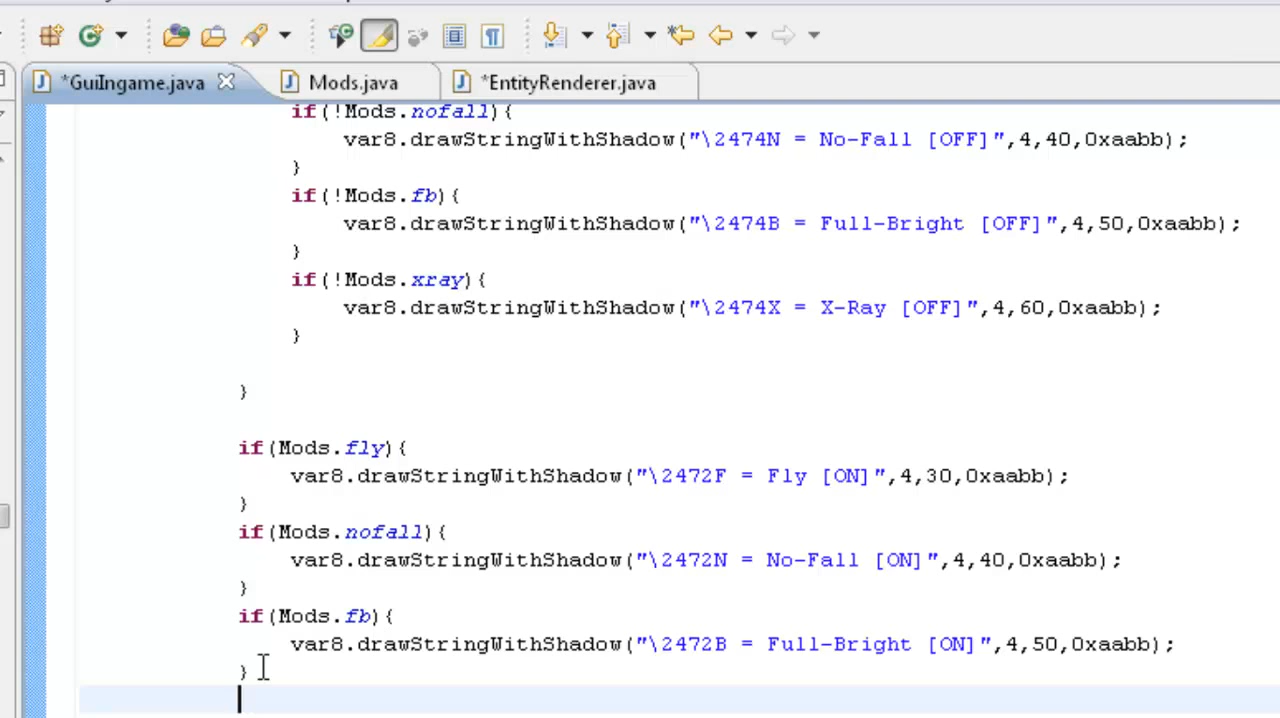 *GuiIngame.java Mods.java *EntityRenderer.java
if(!Mods.nofall){
var8.drawStringWithShadow("\2474N = No-Fall [OFF]",4,40,0xaabb);
}
if(!Mods.fb){
var8.drawStringWithShadow("\2474B = Full-Bright [OFF]",4,50,0xaabb);
}
if(!Mods.xray){
var8.drawStringWithShadow("\2474X = X-Ray [OFF]",4,60,0xaabb);
}
}
if(Mods.fly){
var8.drawStringWithShadow("\2472F = Fly [ON]",4,30,0xaabb);
}
if(Mods.nofall){
var8.drawStringWithShadow("\2472N = No-Fall [ON]",4,40,0xaabb);
}
if(Mods.fb){
var8.drawStringWithShadow("\2472B = Full-Bright [ON]",4,50,0xaabb);
}